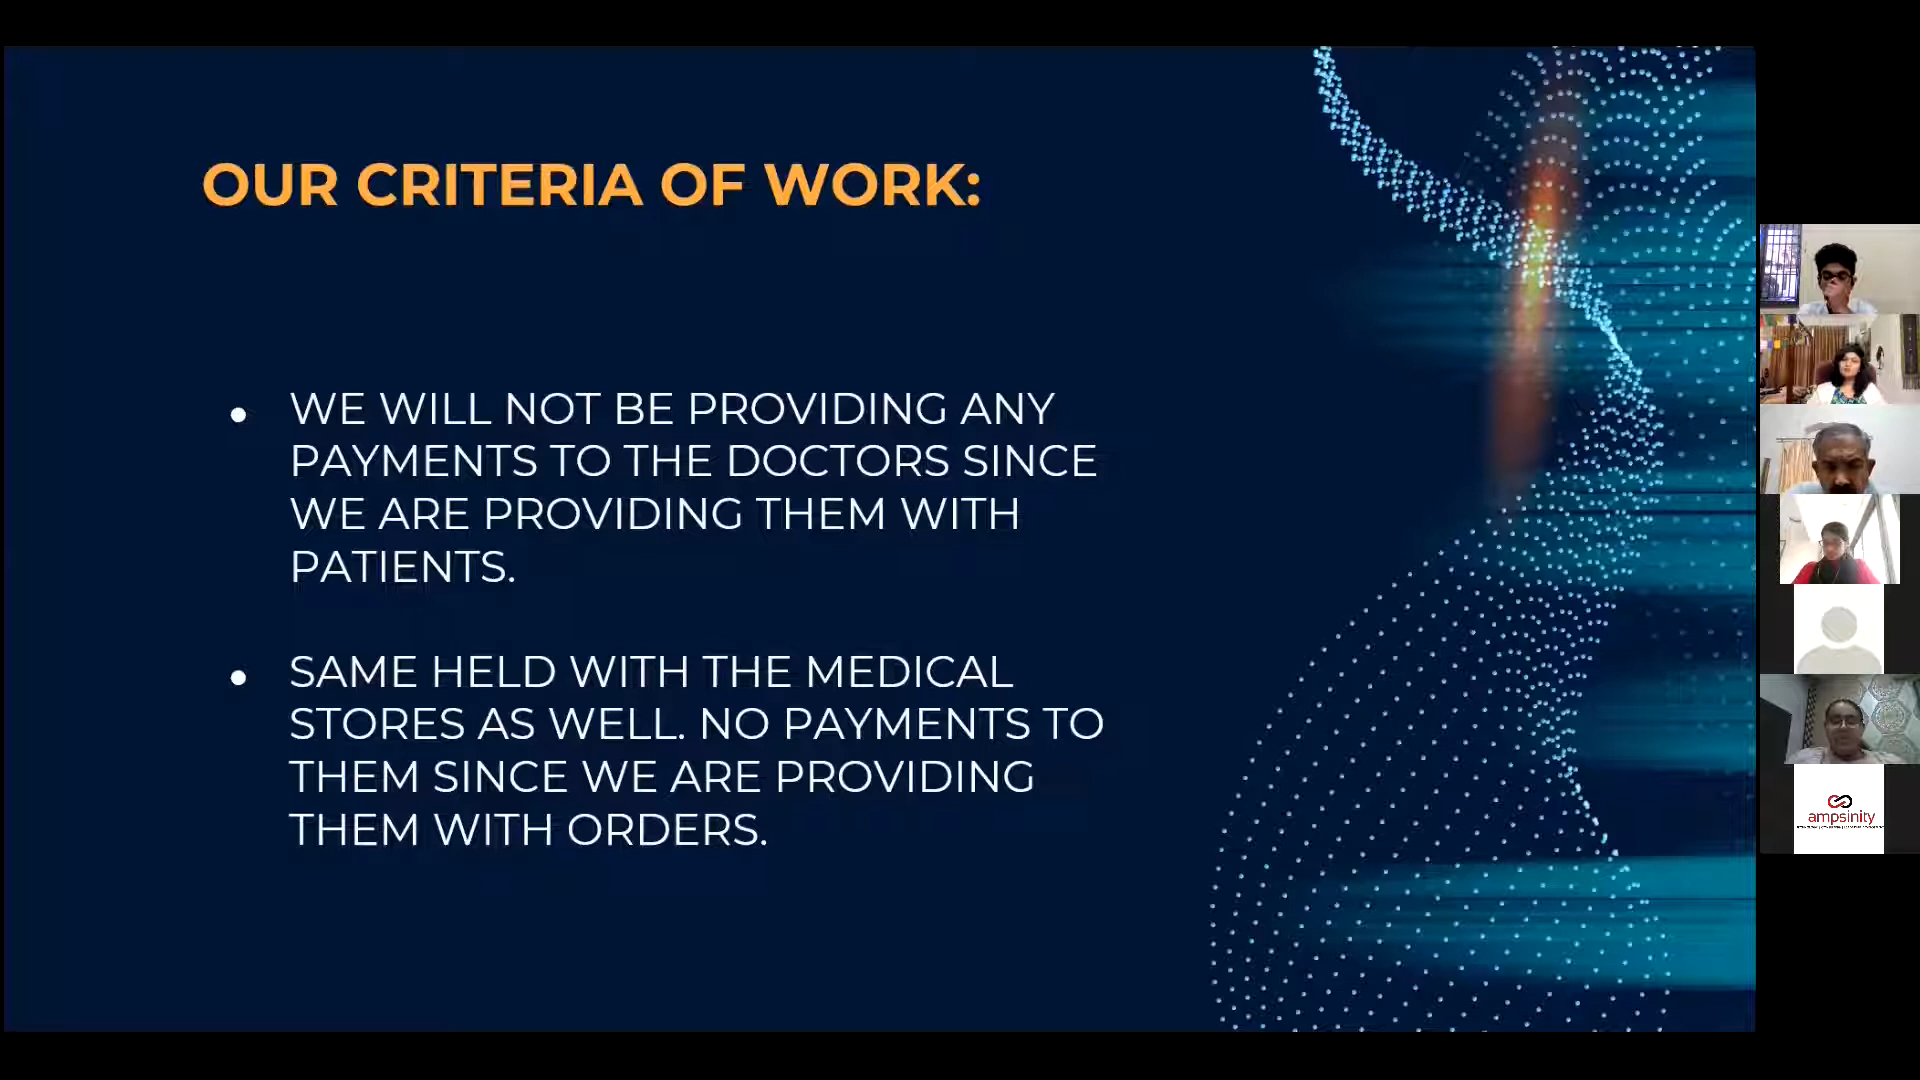 OUR CRITERIA OF WORK:
● WE WILL NOT BE PROVIDING ANY
PAYMENTS TO THE DOCTORS SINCE
WE ARE PROVIDING THEM WITH
PATIENTS.
● SAME HELD WITH THE MEDICAL
STORES AS WELL. NO PAYMENTS TO
THEM SINCE WE ARE PROVIDING
THEM WITH ORDERS.
ampsinity